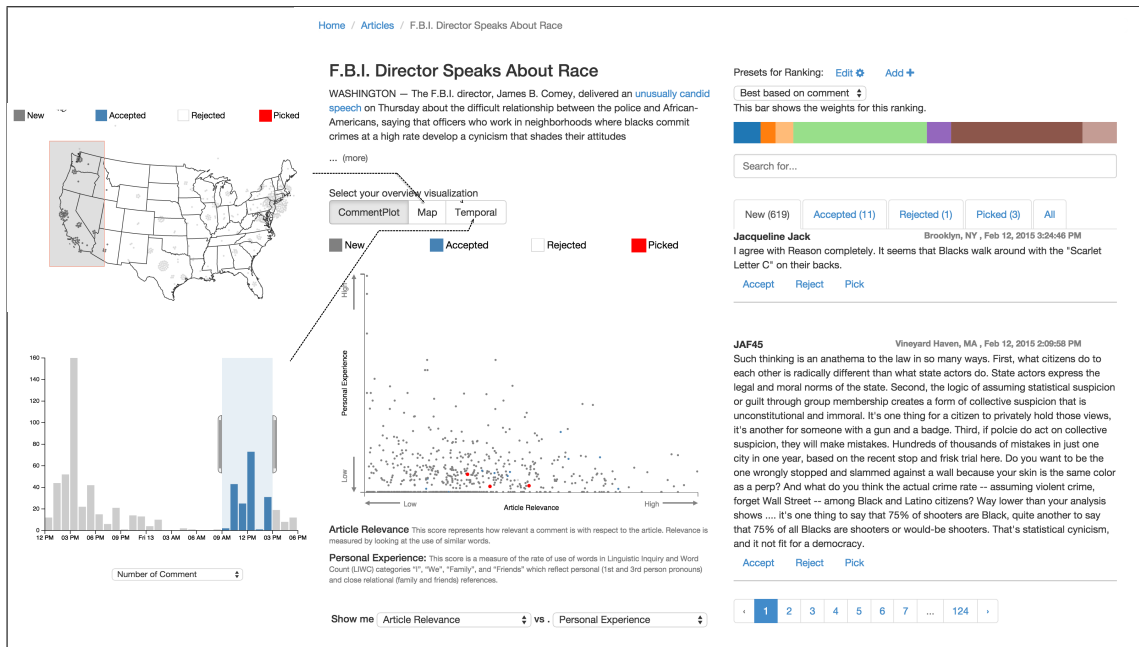 Home / Articles / F.B.I. Director Speaks About Race
New Accepted Rejected Picked
160
140
120
100
80
60
40
20
0
12 PM 03 PM 06 PM 09 PM Fri 13 03 AM 06 AM 09 AM 12 PM 03 PM 06 PM
Number of Comment
F.B.I. Director Speaks About Race
WASHINGTON — The F.B.I. director, James B. Comey, delivered an unusually candid
speech on Thursday about the difficult relationship between the police and African-
Americans, saying that officers who work in neighborhoods where blacks commit
crimes at a high rate develop a cynicism that shades their attitudes
... (more)
Select your overview visualization
CommentPlot Map Temporal
New Accepted Rejected Picked
High
Personal Experience
Low
Low High
Article Relevance
Article Relevance This score represents how relevant a comment is with respect to the article. Relevance is
measured by looking at the use of similar words.
Personal Experience: This score is a measure of the rate of use of words in Linguistic Inquiry and Word
Count (LIWC) categories "I", "We", "Family", and "Friends" which reflect personal (1st and 3rd person pronouns)
and close relational (family and friends) references.
Show me Article Relevance vs . Personal Experience
Presets for Ranking: Edit Add +
Best based on comment
This bar shows the weights for this ranking.
Search for...
New (619) Accepted (11) Rejected (1) Picked (3) All
Jacqueline Jack Brooklyn, NY , Feb 12, 2015 3:24:46 PM
I agree with Reason completely. It seems that Blacks walk around with the "Scarlet
Letter C" on their backs.
Accept Reject Pick
JAF45 Vineyard Haven, MA , Feb 12, 2015 2:09:58 PM
Such thinking is an anathema to the law in so many ways. First, what citizens do to
each other is radically different than what state actors do. State actors express the
legal and moral norms of the state. Second, the logic of assuming statistical suspicion
or guilt through group membership creates a form of collective suspicion that is
unconstitutional and immoral. It's one thing for a citizen to privately hold those views,
it's another for someone with a gun and a badge. Third, if polcie do act on collective
suspicion, they will make mistakes. Hundreds of thousands of mistakes in just one
city in one year, based on the recent stop and frisk trial here. Do you want to be the
one wrongly stopped and slammed against a wall because your skin is the same color
as a perp? And what do you think the actual crime rate -- assuming violent crime,
forget Wall Street -- among Black and Latino citizens? Way lower than your analysis
shows .... it's one thing to say that 75% of shooters are Black, quite another to say
that 75% of all Blacks are shooters or would-be shooters. That's statistical cynicism,
and it not fit for a democracy.
Accept Reject Pick
‹ 1 2 3 4 5 6 7 ... 124 ›